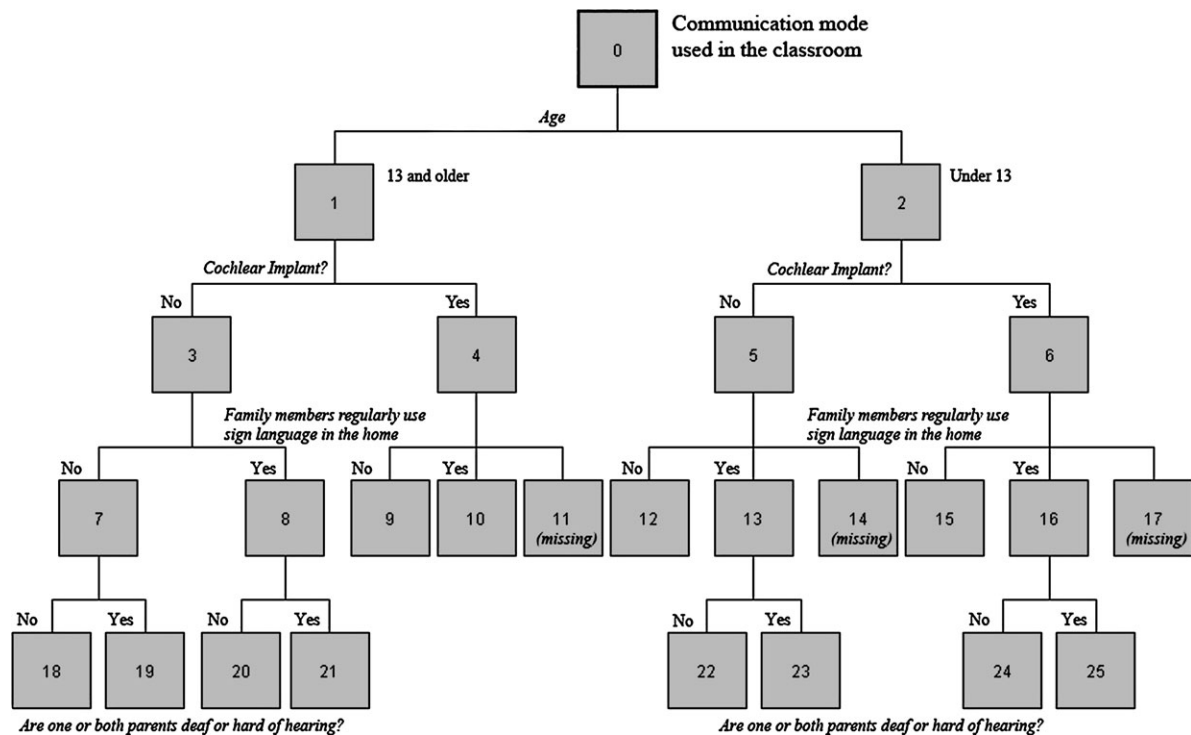 Communication mode
used in the classroom
0
Age
13 and older
Under 13
1
2
Cochlear Implant?
Cochlear Implant?
No
Yes
No
Yes
3
4
5
6
Family members regularly use
sign language in the home
Family members regularly use
sign language in the home
No
Yes
No
Yes
No
Yes
No
Yes
7
8
9
10
11
(missing)
12
13
14
(missing)
15
16
17
(missing)
No
Yes
No
Yes
No
Yes
No
Yes
18
19
20
21
22
23
24
25
Are one or both parents deaf or hard of hearing?
Are one or both parents deaf or hard of hearing?